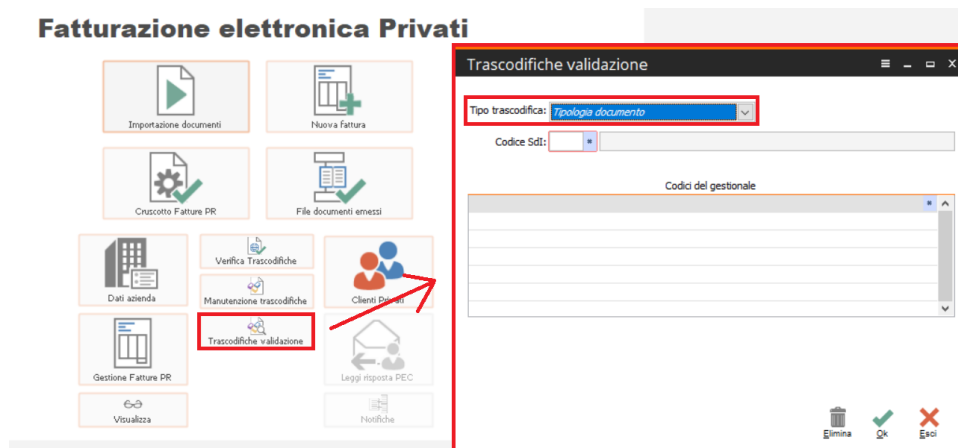 Fatturazione elettronica Privati
Importazione documenti
Nuova fattura
Cruscotto Fatture PR
File documenti emessi
Dati azienda
Verifica Trascodifiche
Manutenzione trascodifiche
Trascodifiche validazione
Clienti Privati
Gestione Fatture PR
Leggi risposta PEC
Visualizza
Notifiche
Trascodifiche validazione
Tipo trascodifica: Tipologia documento
Codice SdI:
Codici del gestionale
Elimina
Ok
Esci